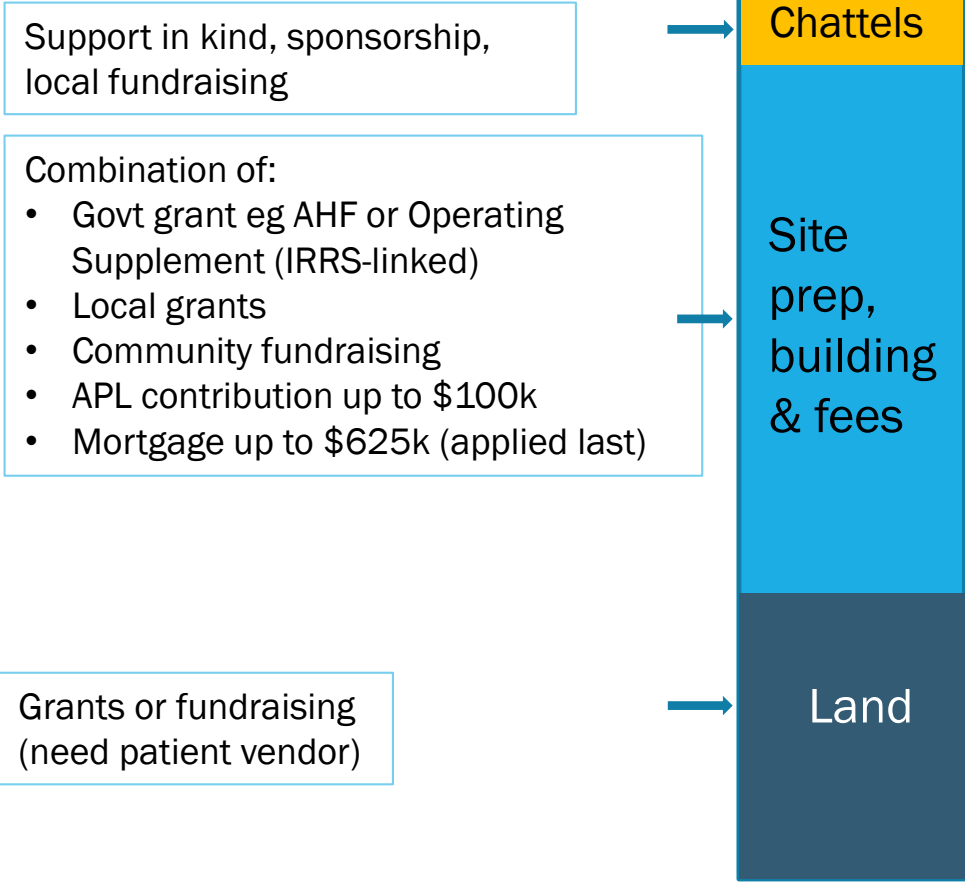 Support in kind, sponsorship,
local fundraising
Chattels
Combination of:
• Govt grant eg AHF or Operating
Supplement (IRRS-linked)
• Local grants
• Community fundraising
• APL contribution up to $100k
• Mortgage up to $625k (applied last)
Site
prep,
building
& fees
Grants or fundraising
(need patient vendor)
Land